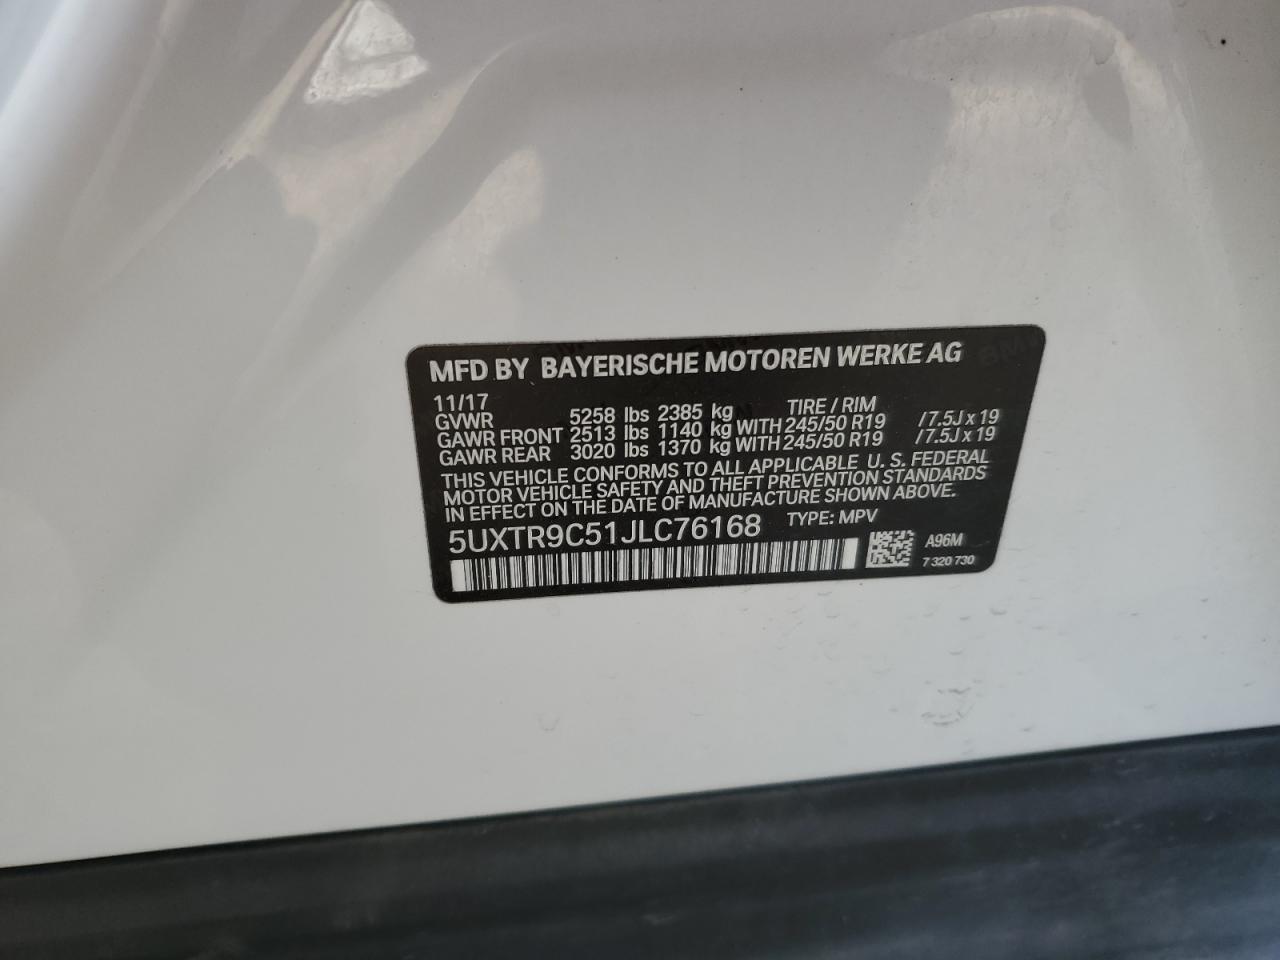 MFD BY BAYERISCHE MOTOREN WERKE AG
11/17
GVWR 5258 lbs 2385 kg TIRE / RIM
GAWR FRONT 2513 lbs 1140 kg WITH 245/50 R19 /7.5J x 19
GAWR REAR 3020 lbs 1370 kg WITH 245/50 R19 /7.5J x 19
THIS VEHICLE CONFORMS TO ALL APPLICABLE U. S. FEDERAL
MOTOR VEHICLE SAFETY AND THEFT PREVENTION STANDARDS
IN EFFECT ON THE DATE OF MANUFACTURE SHOWN ABOVE.
5UXTR9C51JLC76168 TYPE: MPV
A96M
7 320 730